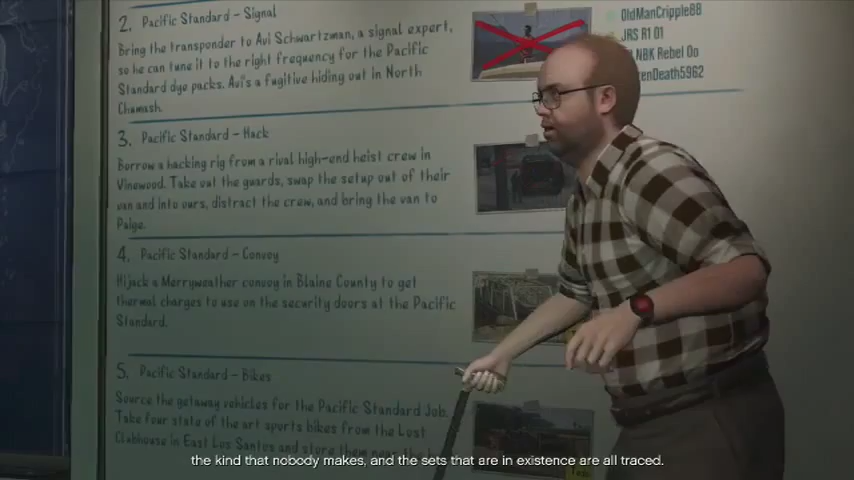 2. Pacific Standard - Signal
Bring the transponder to Avi Schwartzman, a signal expert,
so he can tune it to the right frequency for the Pacific
Standard dye packs. Avi's a fugitive hiding out in North
Chumash.
OldManCripple88
JRS R1 01
NBK Rebel Oo
enDeath5962
3. Pacific Standard - Hack
Borrow a hacking rig from a rival high-end heist crew in
Vinewood. Take out the guards, swap the setup out of their
van and into ours, distract the crew, and bring the van to
Paige.
4. Pacific Standard - Convoy
Hijack a Merryweather convoy in Blaine County to get
thermal charges to use on the security doors at the Pacific
Standard.
5. Pacific Standard - Bikes
Source the getaway vehicles for the Pacific Standard Job.
Take four state of the art sports bikes from the Lost
Clubhouse in East Los Santos and store them near the
the kind that nobody makes, and the sets that are in existence are all traced.